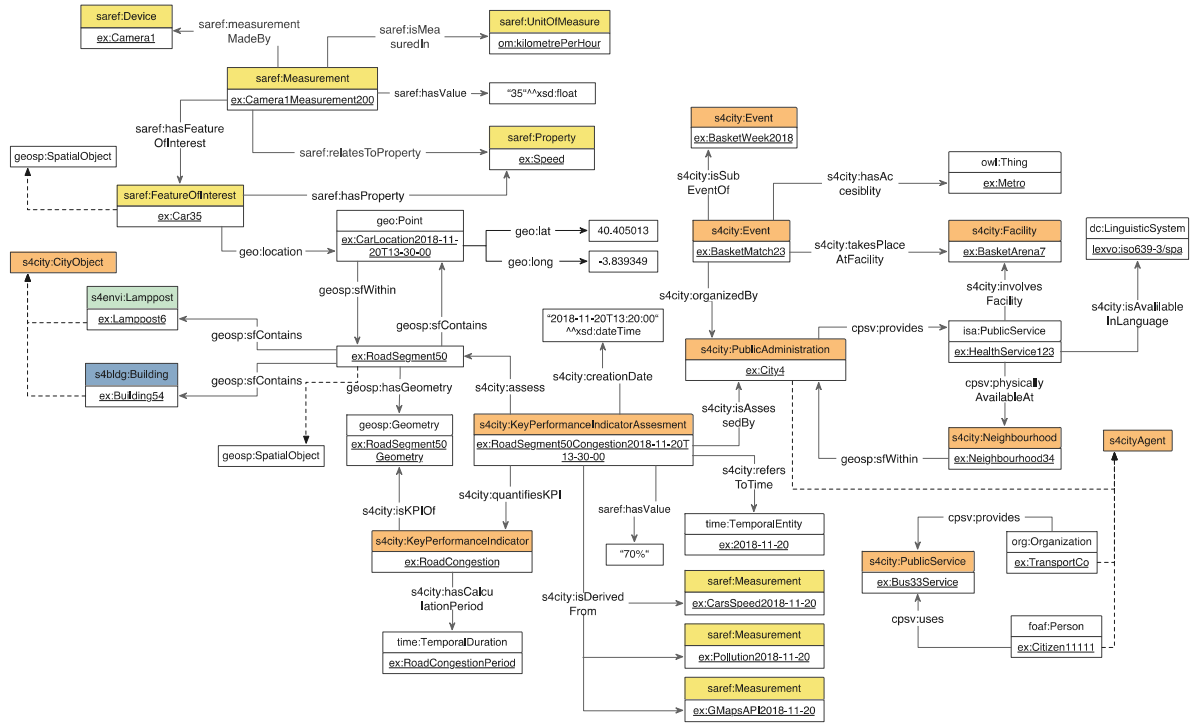 saref:Device
ex:Camera1
saref:measurement
MadeBy
saref:isMea
suredIn
saref:UnitOfMeasure
om:kilometrePerHour
saref:Measurement
ex:Camera1Measurement200
saref:hasValue
"35"^^xsd:float
saref:hasFeature
OfInterest
saref:relatesToProperty
saref:Property
ex:Speed
geosp:SpatialObject
saref:FeatureOfInterest
ex:Car35
saref:hasProperty
geo:location
geo:Point
ex:CarLocation2018-11-
20T13-30-00
geo:lat
40.405013
geo:long
-3.839349
s4city:CityObject
s4envi:Lamppost
ex:Lamppost6
geosp:sfWithin
geosp:sfContains
geosp:sfContains
ex:RoadSegment50
s4bldg:Building
ex:Building54
geosp:sfContains
geosp:hasGeometry
geosp:SpatialObject
geosp:Geometry
ex:RoadSegment50
Geometry
s4city:assess
"2018-11-20T13:20:00"
^^xsd:dateTime
s4city:creationDate
s4city:KeyPerformanceIndicatorAssesment
ex:RoadSegment50Congestion2018-11-20T
13-30-00
s4city:isKPIOf
s4city:quantifiesKPI
s4city:KeyPerformanceIndicator
ex:RoadCongestion
s4city:hasCalcu
lationPeriod
time:TemporalDuration
ex:RoadCongestionPeriod
s4city:isDerived
From
saref:hasValue
"70%"
s4city:refers
ToTime
time:TemporalEntity
ex:2018-11-20
saref:Measurement
ex:CarsSpeed2018-11-20
saref:Measurement
ex:Pollution2018-11-20
saref:Measurement
ex:GMapsAPI2018-11-20
s4city:Event
ex:BasketWeek2018
s4city:isSub
EventOf
s4city:hasAc
cesiblity
owl:Thing
ex:Metro
s4city:Event
ex:BasketMatch23
s4city:takesPlace
AtFacility
s4city:Facility
ex:BasketArena7
dc:LinguisticSystem
lexvo:iso639-3/spa
s4city:organizedBy
s4city:involves
Facility
s4city:isAvailable
InLanguage
cpsv:provides
isa:PublicService
ex:HealthService123
s4city:PublicAdministration
ex:City4
s4city:isAsses
sedBy
cpsv:physically
AvailableAt
s4city:Neighbourhood
ex:Neighbourhood34
geosp:sfWithin
s4cityAgent
cpsv:provides
org:Organization
ex:TransportCo
s4city:PublicService
ex:Bus33Service
cpsv:uses
foaf:Person
ex:Citizen11111